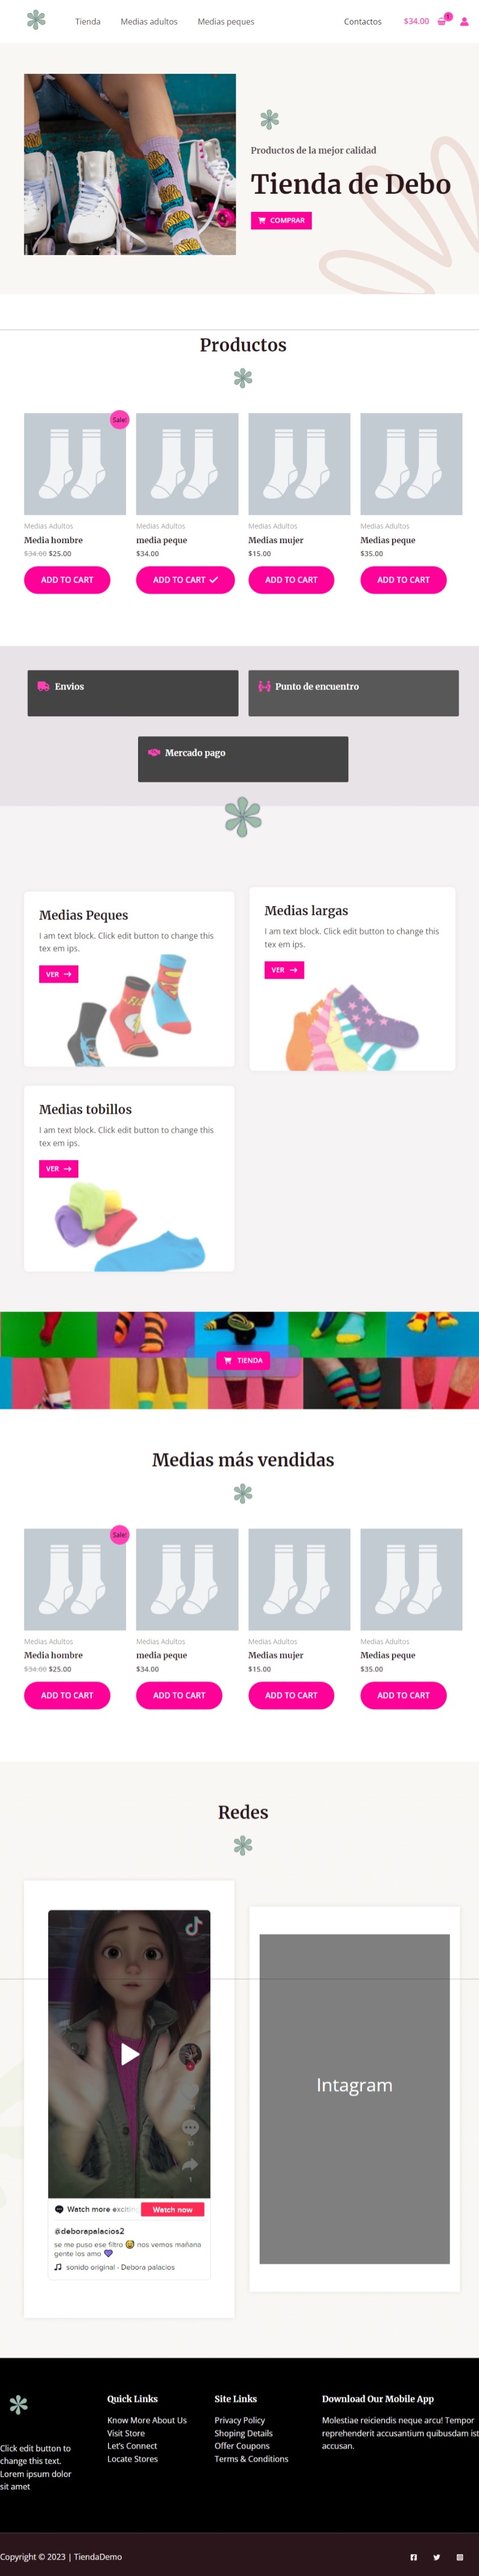 Tienda Medias adultos Medias peques Contactos $34.00 1
Productos de la mejor calidad
Tienda de Debo
COMPRAR
Productos
Sale!
Medias Adultos Medias Adultos Medias Adultos Medias Adultos
Media hombre media peque Medias mujer Medias peque
$34.00 $25.00 $34.00 $15.00 $35.00
ADD TO CART ADD TO CART ADD TO CART ADD TO CART
Envios Punto de encuentro
Mercado pago
Medias Peques
I am text block. Click edit button to change this
tex em ips.
VER
Medias largas
I am text block. Click edit button to change this
tex em ips.
VER
Medias tobillos
I am text block. Click edit button to change this
tex em ips.
VER
TIENDA
Medias más vendidas
Sale!
Medias Adultos Medias Adultos Medias Adultos Medias Adultos
Media hombre media peque Medias mujer Medias peque
$34.00 $25.00 $34.00 $15.00 $35.00
ADD TO CART ADD TO CART ADD TO CART ADD TO CART
Redes
10
1
Watch more exciting Watch now
@deborapalacios2
se me puso ese filtro 😩 nos vemos mañana
gente los amo 💜
sonido original - Debora palacios
Intagram
Click edit button to
change this text.
Lorem ipsum dolor
sit amet
Quick Links
Know More About Us
Visit Store
Let's Connect
Locate Stores
Site Links
Privacy Policy
Shoping Details
Offer Coupons
Terms & Conditions
Download Our Mobile App
Molestiae reiciendis neque arcu! Tempor
reprehenderit accusantium quibusdam ist
accusan.
Copyright © 2023 | TiendaDemo